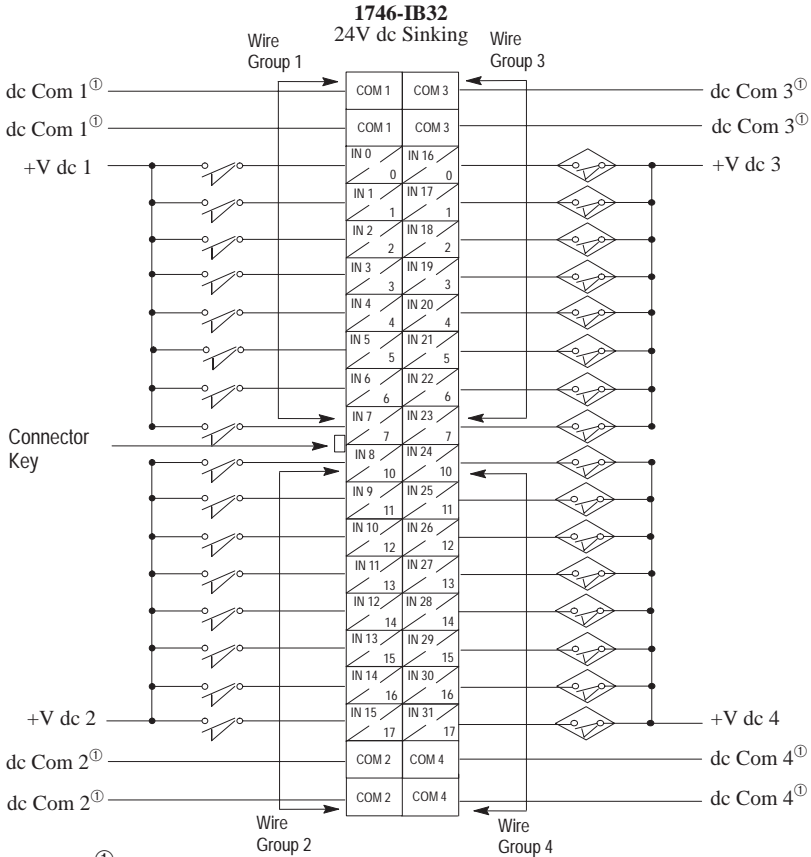 1746-IB32
24V dc Sinking
Wire
Group 1
Wire
Group 3
dc Com 1① COM 1 COM 3 dc Com 3①
dc Com 1① COM 1 COM 3 dc Com 3①
+V dc 1 IN 0 0 IN 16 0 +V dc 3
IN 1 1 IN 17 1
IN 2 2 IN 18 2
IN 3 3 IN 19 3
IN 4 4 IN 20 4
IN 5 5 IN 21 5
IN 6 6 IN 22 6
IN 7 7 IN 23 7
Connector
Key
IN 8 10 IN 24 10
IN 9 11 IN 25 11
IN 10 12 IN 26 12
IN 11 13 IN 27 13
IN 12 14 IN 28 14
IN 13 15 IN 29 15
IN 14 16 IN 30 16
+V dc 2 IN 15 17 IN 31 17 +V dc 4
dc Com 2① COM 2 COM 4 dc Com 4①
dc Com 2① COM 2 COM 4 dc Com 4①
Wire
Group 2
Wire
Group 4